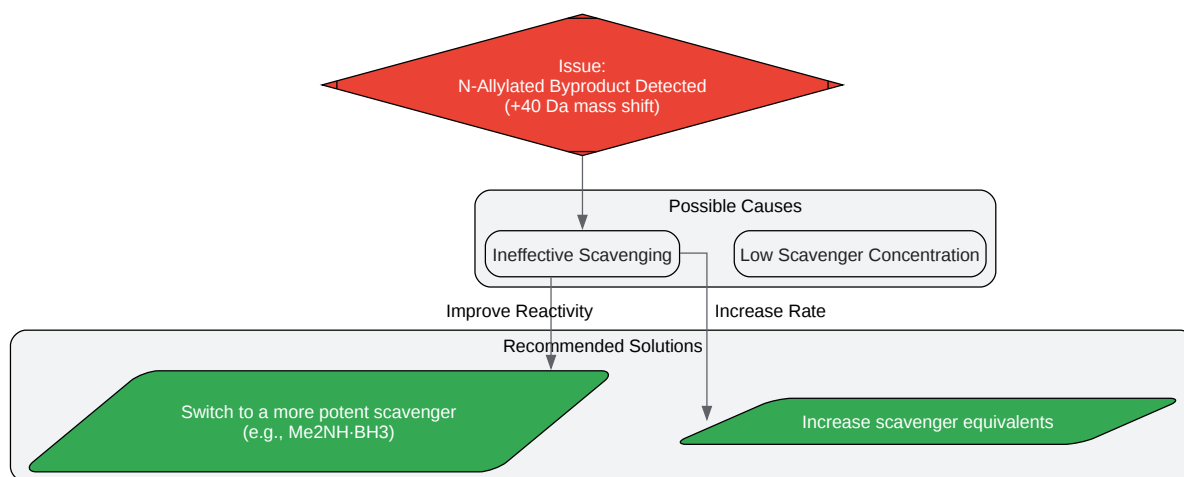 Issue:
N-Allylated Byproduct Detected
(+40 Da mass shift)
Possible Causes
Ineffective Scavenging
Low Scavenger Concentration
Improve Reactivity
Increase Rate
Recommended Solutions
Switch to a more potent scavenger
(e.g., Me2NH·BH3)
Increase scavenger equivalents